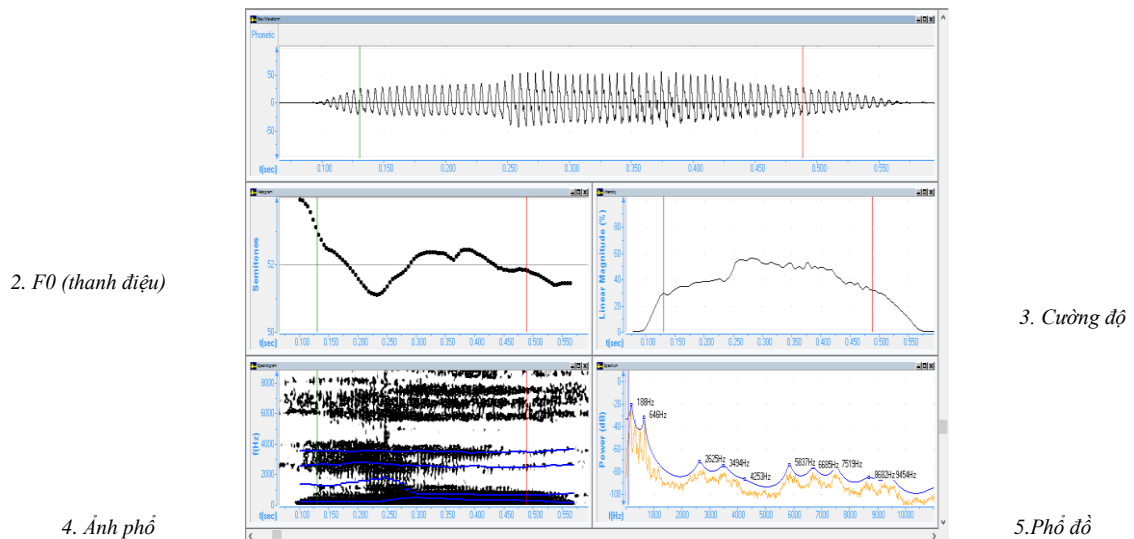 Raw Waveform
Phonetic
50
0
-50
t[sec] 0.100 0.150 0.200 0.250 0.300 0.350 0.400 0.450 0.500 0.550
2. F0 (thanh điệu)
Semitones
52
50
t[sec] 0.100 0.150 0.200 0.250 0.300 0.350 0.400 0.450 0.500 0.550
3. Cường độ
Linear Magnitude (%)
80
60
40
20
0
t[sec] 0.100 0.150 0.200 0.250 0.300 0.350 0.400 0.450 0.500 0.550
4. Ảnh phổ
Spectrogram
f(Hz)
8000
6000
4000
2000
0
t[sec] 0.100 0.150 0.200 0.250 0.300 0.350 0.400 0.450 0.500 0.550
5.Phổ đồ
Spectrum
Power (dB)
0
-20
-40
-60
-80
-100
188Hz
646Hz
2625Hz
3494Hz
4253Hz
5837Hz
6685Hz
7519Hz
8682Hz
9454Hz
f(Hz) 1000 2000 3000 4000 5000 6000 7000 8000 9000 10000